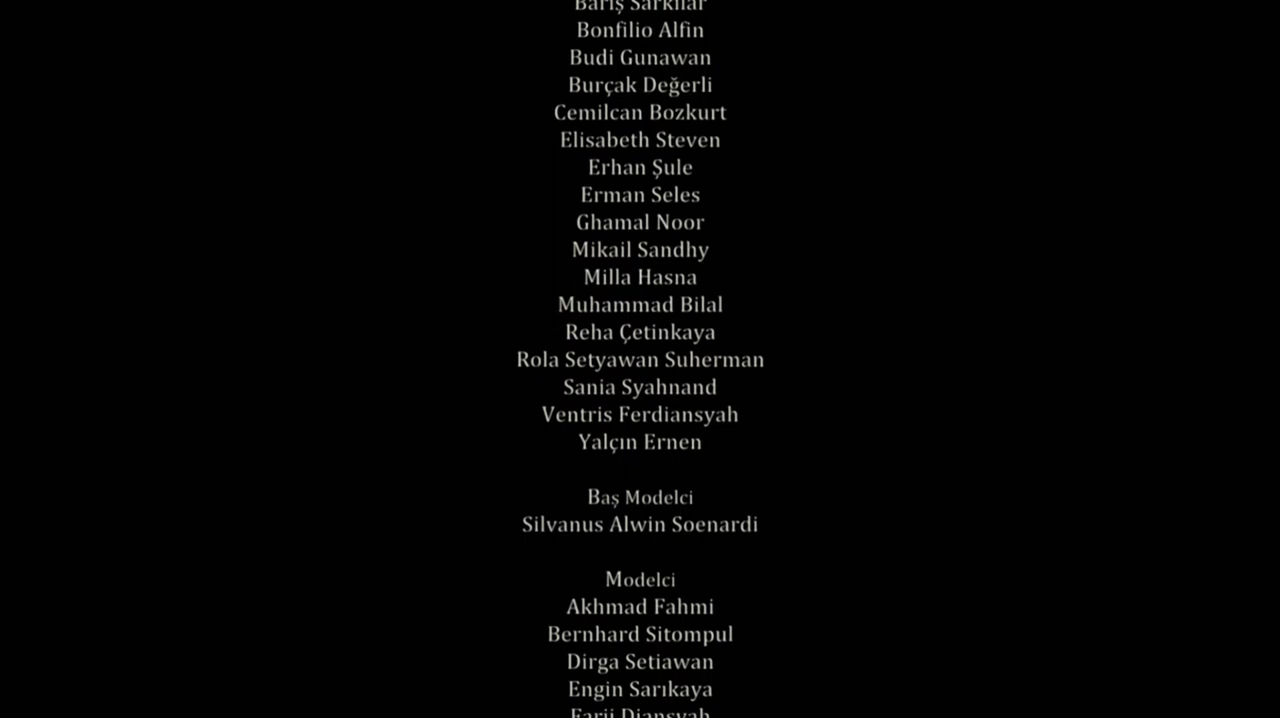 Barış Sarkılar
Bonfilio Alfin
Budi Gunawan
Burçak Değerli
Cemilcan Bozkurt
Elisabeth Steven
Erhan Şule
Erman Seles
Ghamal Noor
Mikail Sandhy
Milla Hasna
Muhammad Bilal
Reha Çetinkaya
Rola Setyawan Suherman
Sania Syahnand
Ventris Ferdiansyah
Yalçın Ernen
Baş Modelci
Silvanus Alwin Soenardi
Modelci
Akhmad Fahmi
Bernhard Sitompul
Dirga Setiawan
Engin Sarıkaya